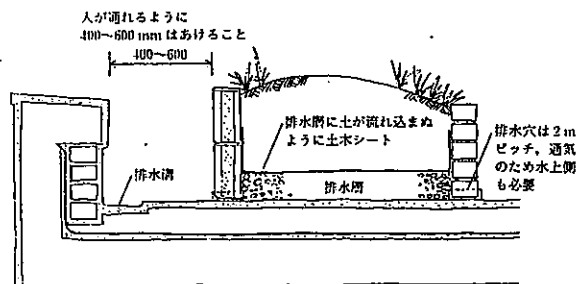 人が通れるように
400～600 mm はあけること
400～600
排水層に土が流れ込まぬ
ように土木シート
排水溝
排水層
排水穴は 2 m
ピッチ，通気
のため水上側
も必要